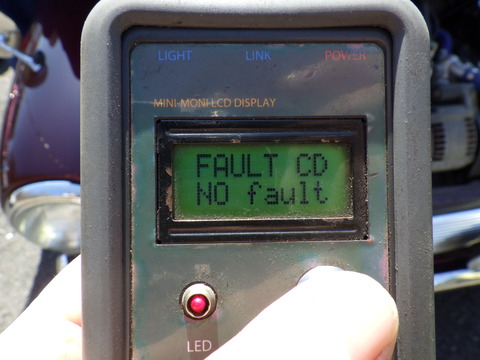 LIGHT LINK POWER
MINI-MONI LCD DISPLAY
FAULT CD
NO fault
LED